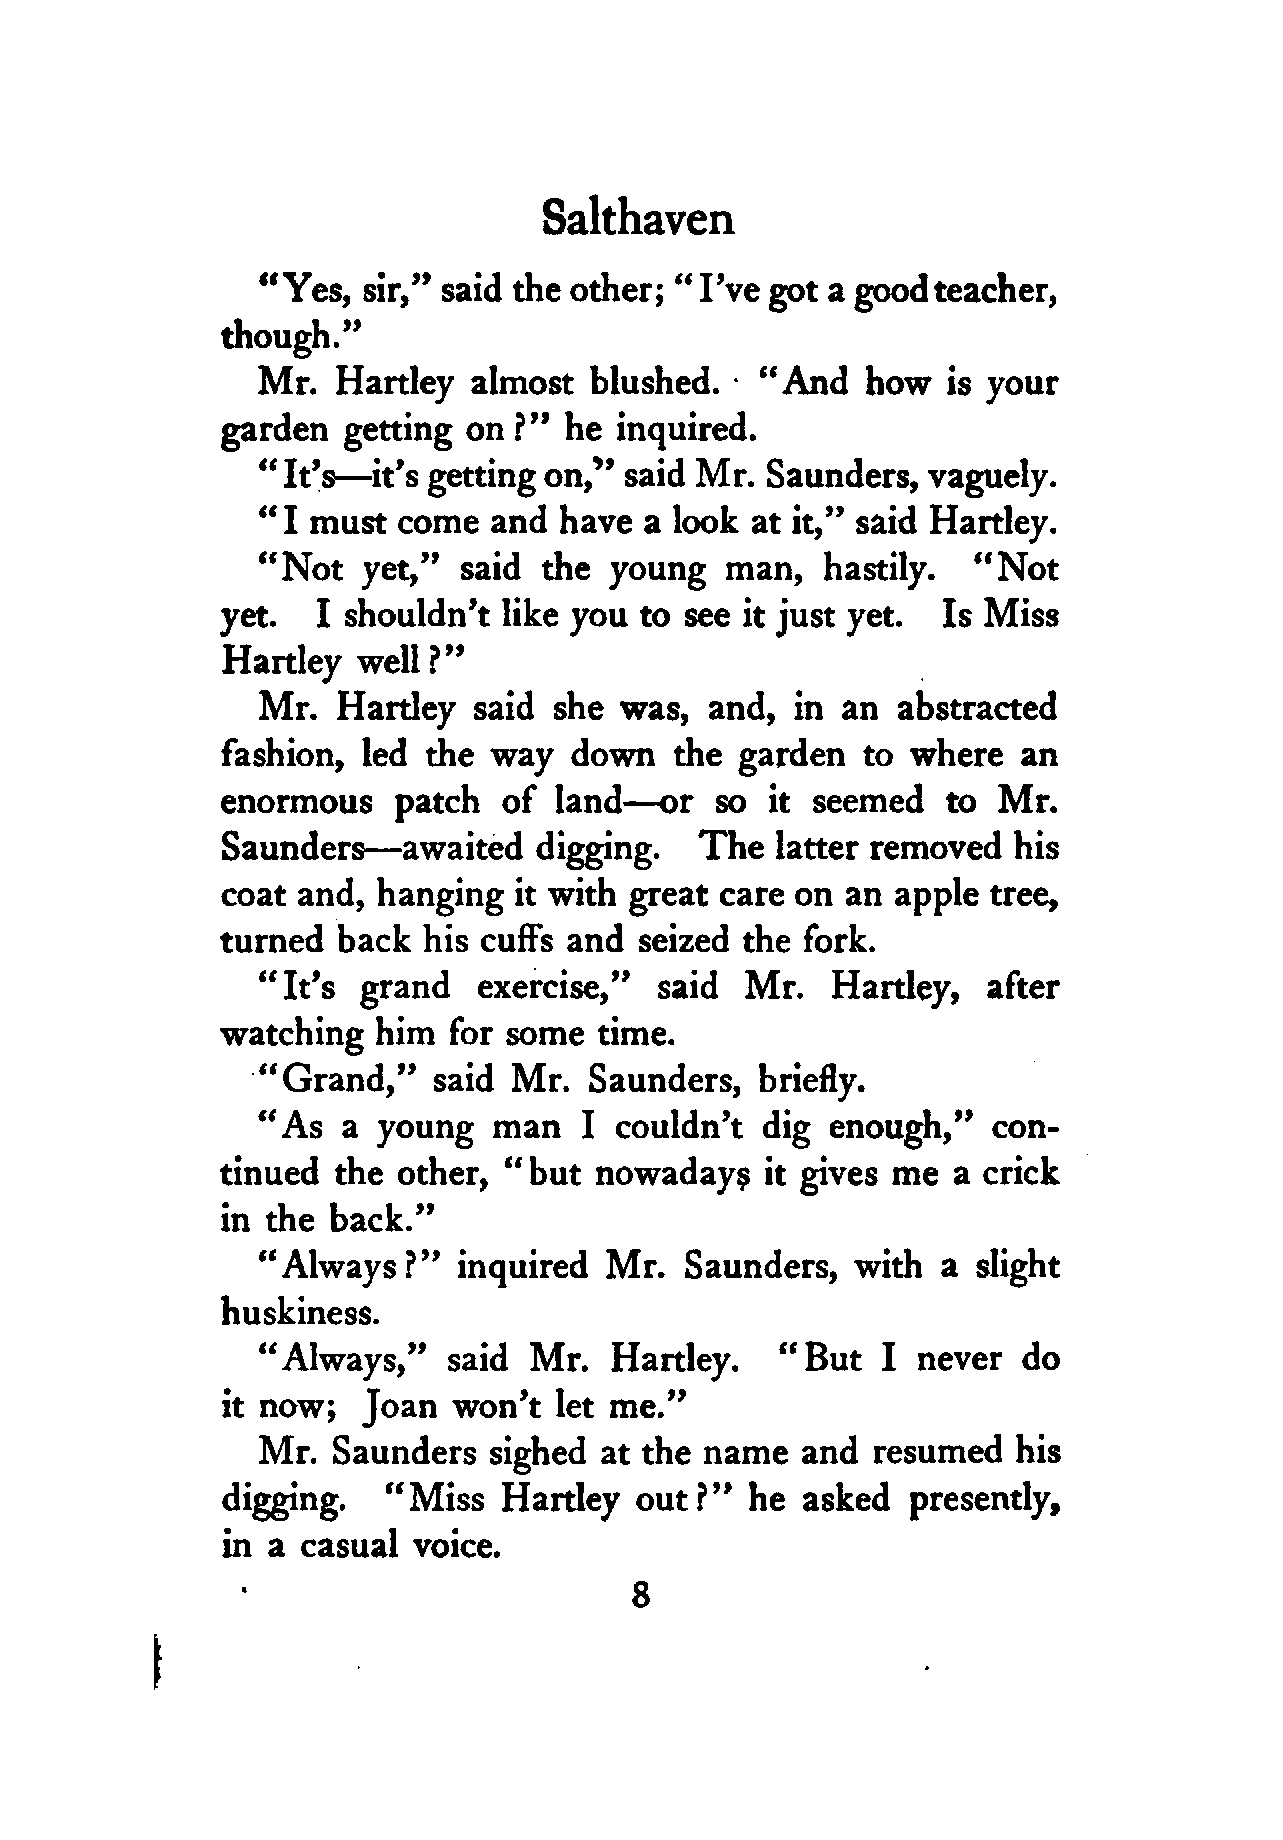 Salthaven
“Yes, sir,” said the other; “I’ve got a good teacher,
though.”
Mr. Hartley almost blushed. “And how is your
garden getting on?” he inquired.
“It’s—it’s getting on,” said Mr. Saunders, vaguely.
“I must come and have a look at it,” said Hartley.
“Not yet,” said the young man, hastily. “Not
yet. I shouldn’t like you to see it just yet. Is Miss
Hartley well?”
Mr. Hartley said she was, and, in an abstracted
fashion, led the way down the garden to where an
enormous patch of land—or so it seemed to Mr.
Saunders—awaited digging. The latter removed his
coat and, hanging it with great care on an apple tree,
turned back his cuffs and seized the fork.
“It’s grand exercise,” said Mr. Hartley, after
watching him for some time.
“Grand,” said Mr. Saunders, briefly.
“As a young man I couldn’t dig enough,” con-
tinued the other, “but nowadays it gives me a crick
in the back.”
“Always?” inquired Mr. Saunders, with a slight
huskiness.
“Always,” said Mr. Hartley. “But I never do
it now; Joan won’t let me.”
Mr. Saunders sighed at the name and resumed his
digging. “Miss Hartley out?” he asked presently,
in a casual voice.
8